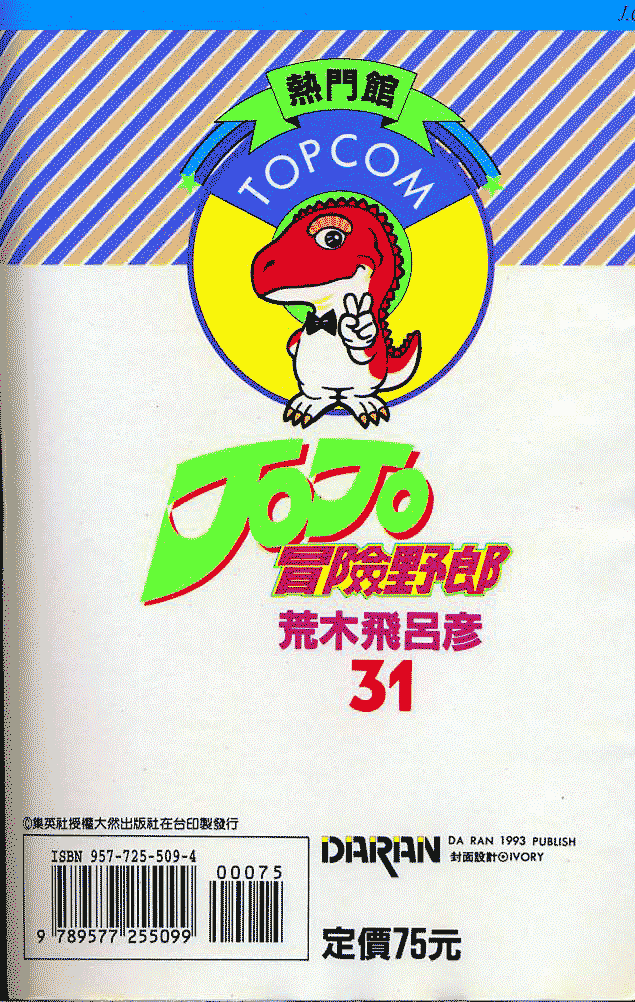 J.
熱門館
TOPCOM
JOJO
冒險野郎
荒木飛呂彦
31
©集英社授權大然出版社在台印製發行
ISBN 957-725-509-4
00075
9 789577 255099
DARAN
DA RAN 1993 PUBLISH
封面設計⊙IVORY
定價75元